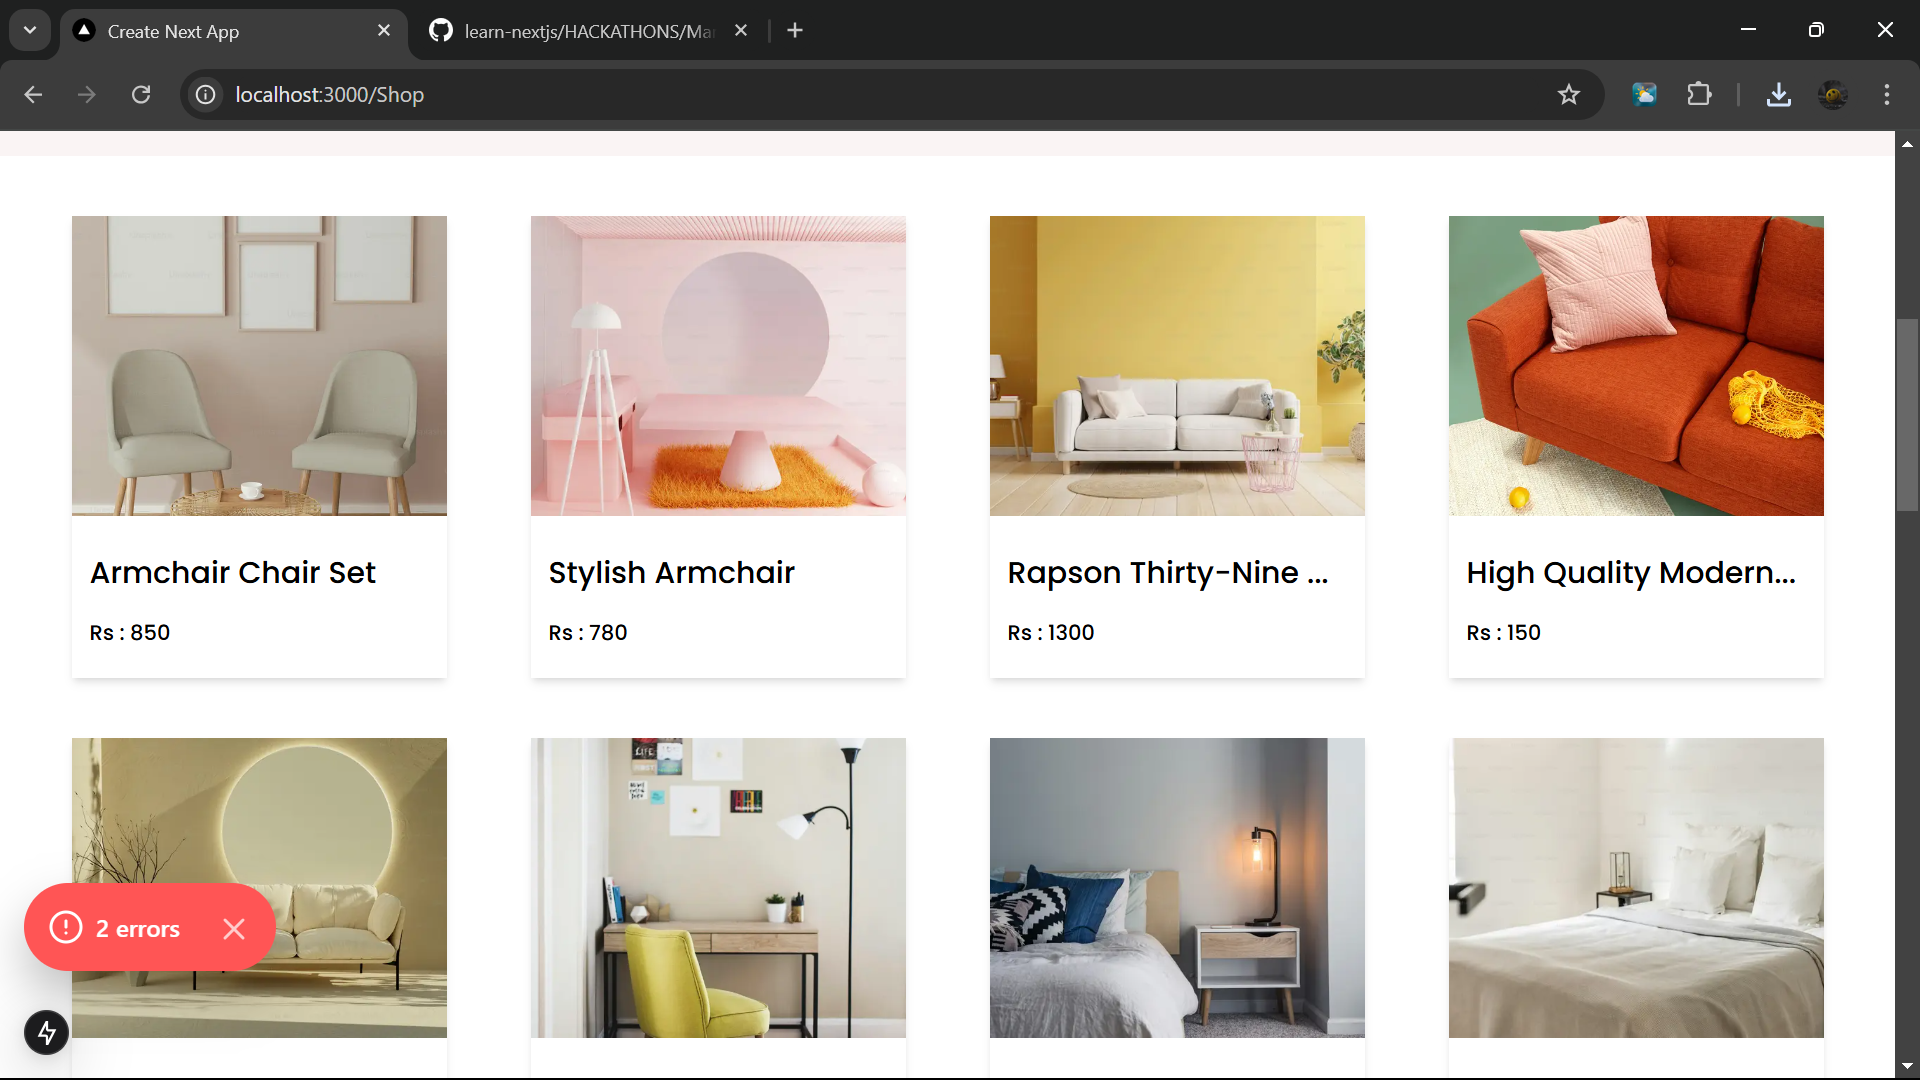 Create Next App
learn-nextjs/HACKATHONS/Ma
localhost:3000/Shop
Armchair Chair Set
Stylish Armchair
Rapson Thirty-Nine ...
High Quality Modern...
Rs : 850
Rs : 780
Rs : 1300
Rs : 150
LIFE
2 errors